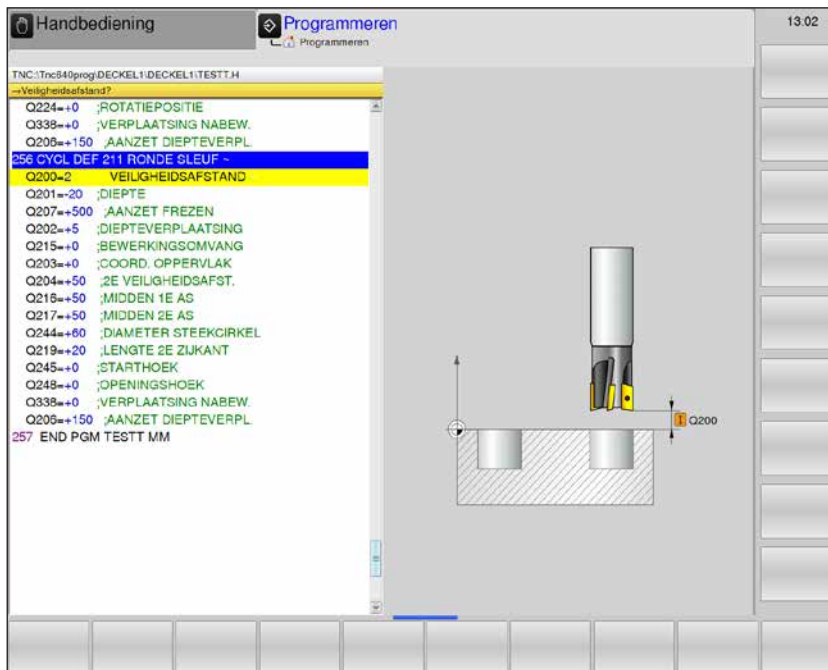 Handbediening
Programmeren
Programmeren
13.02
TNC:\Tnc640prog\DECKEL1\DECKEL1\TESTT.H
→Veiligheidsafstand?
Q224=+0 ;ROTATIEPOSITIE
Q338=+0 ;VERPLAATSING NABEW.
Q206=+150 ;AANZET DIEPTEVERPL.
256 CYCL DEF 211 RONDE SLEUF ~
Q200=2 VEILIGHEIDSAFSTAND
Q201=-20 ;DIEPTE
Q207=+500 ;AANZET FREZEN
Q202=+5 ;DIEPTEVERPLAATSING
Q215=+0 ;BEWERKINGSOMVANG
Q203=+0 ;COORD. OPPERVLAK
Q204=+50 ;2E VEILIGHEIDSAFST.
Q216=+50 ;MIDDEN 1E AS
Q217=+50 ;MIDDEN 2E AS
Q244=+60 ;DIAMETER STEEKCIRKEL
Q219=+20 ;LENGTE 2E ZIJKANT
Q245=+0 ;STARTHOEK
Q248=+0 ;OPENINGSHOEK
Q338=+0 ;VERPLAATSING NABEW.
Q206=+150 ;AANZET DIEPTEVERPL.
257 END PGM TESTT MM
Q200